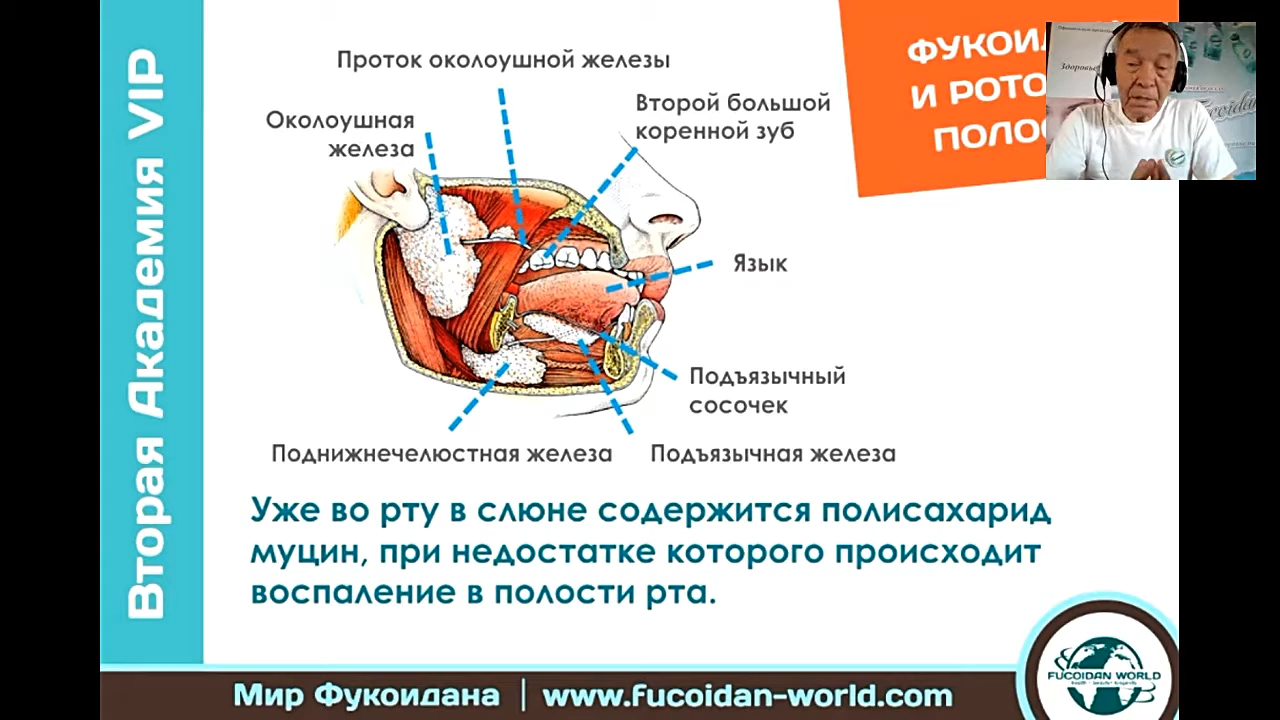 Вторая Академия VIP
Проток околоушной железы
Околоушная
железа
Второй большой
коренной зуб
И
Язык
Подъязычный
сосочек
Поднижнечелюстная железа
Подъязычная железа
Уже во рту в слюне содержится полисахарид
муцин, при недостатке которого происходит
воспаление в полости рта.
Мир Фукоидана | www.fucoidan-world.com
FUCOIDAN WORLD